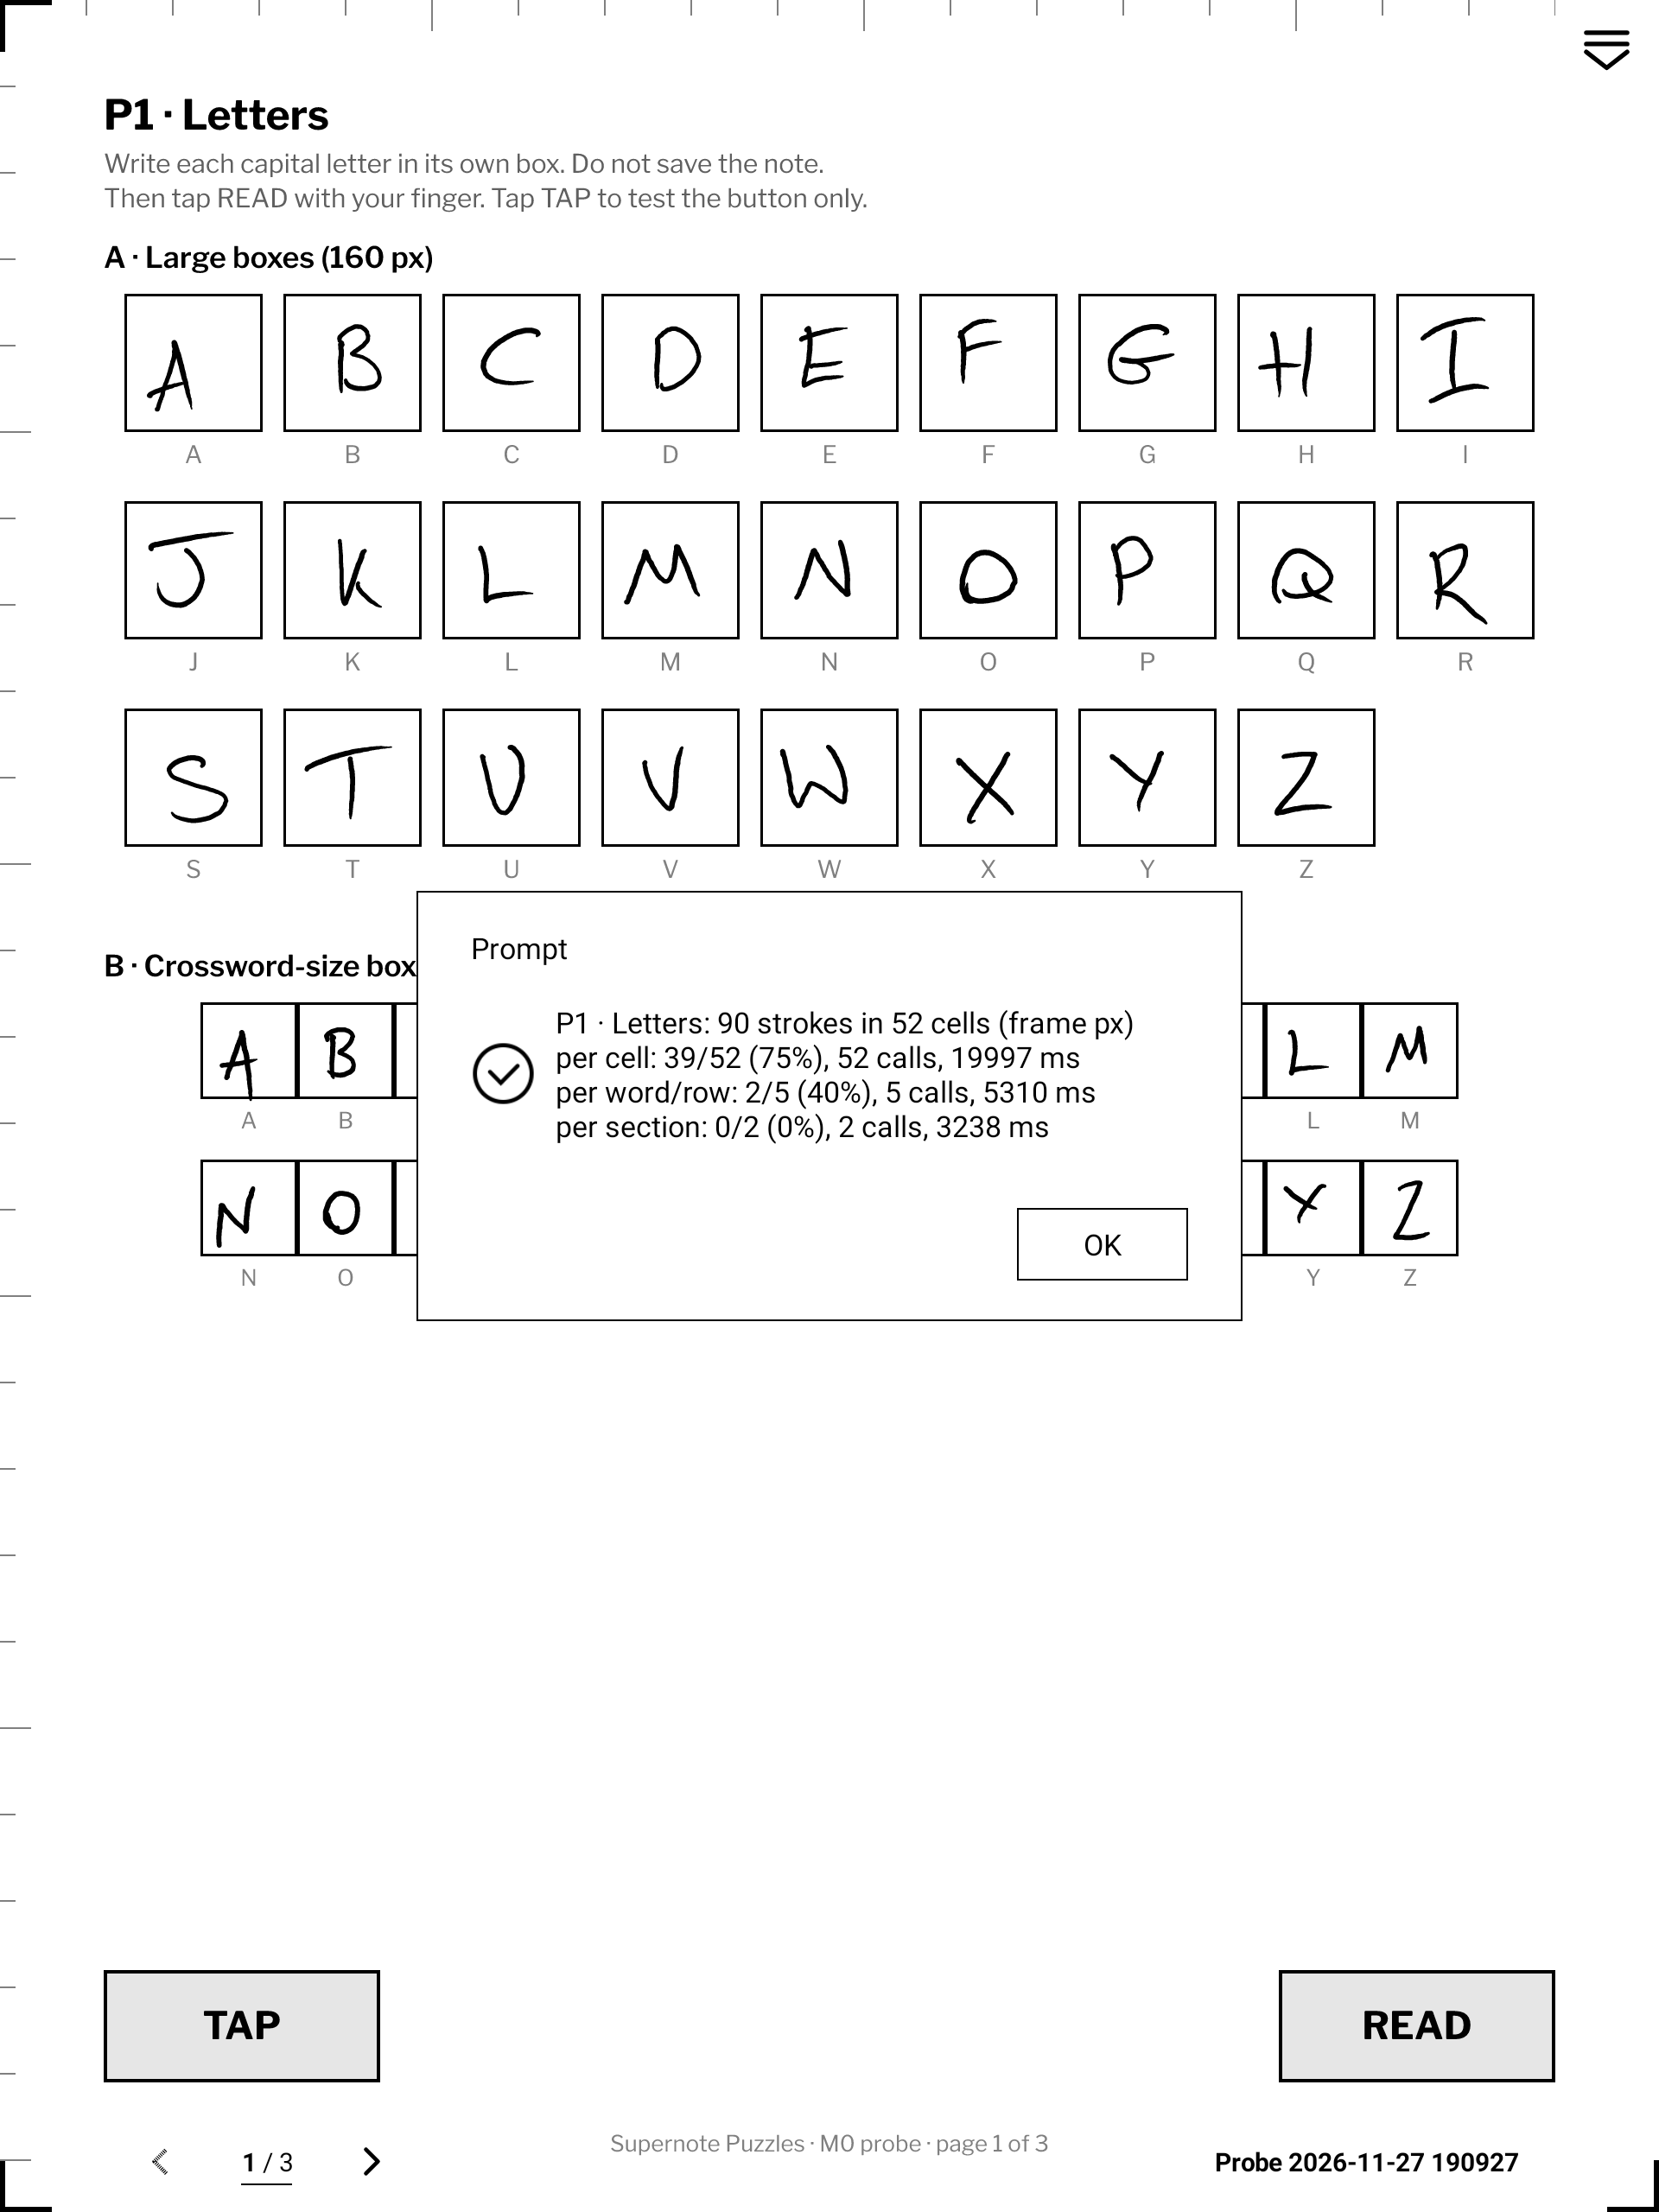 P1 · Letters
Write each capital letter in its own box. Do not save the note.
Then tap READ with your finger. Tap TAP to test the button only.
A · Large boxes (160 px)
A B C D E F G H I
A B C D E F G H I
J K L M N O P Q R
J K L M N O P Q R
S T U V W X Y Z
S T U V W X Y Z
Prompt
B · Crossword-size box
P1 · Letters: 90 strokes in 52 cells (frame px)
per cell: 39/52 (75%), 52 calls, 19997 ms
per word/row: 2/5 (40%), 5 calls, 5310 ms
per section: 0/2 (0%), 2 calls, 3238 ms
OK
A B L M
A B L M
N O Y Z
N O Y Z
TAP READ
1 / 3
Supernote Puzzles · M0 probe · page 1 of 3
Probe 2026-11-27 190927